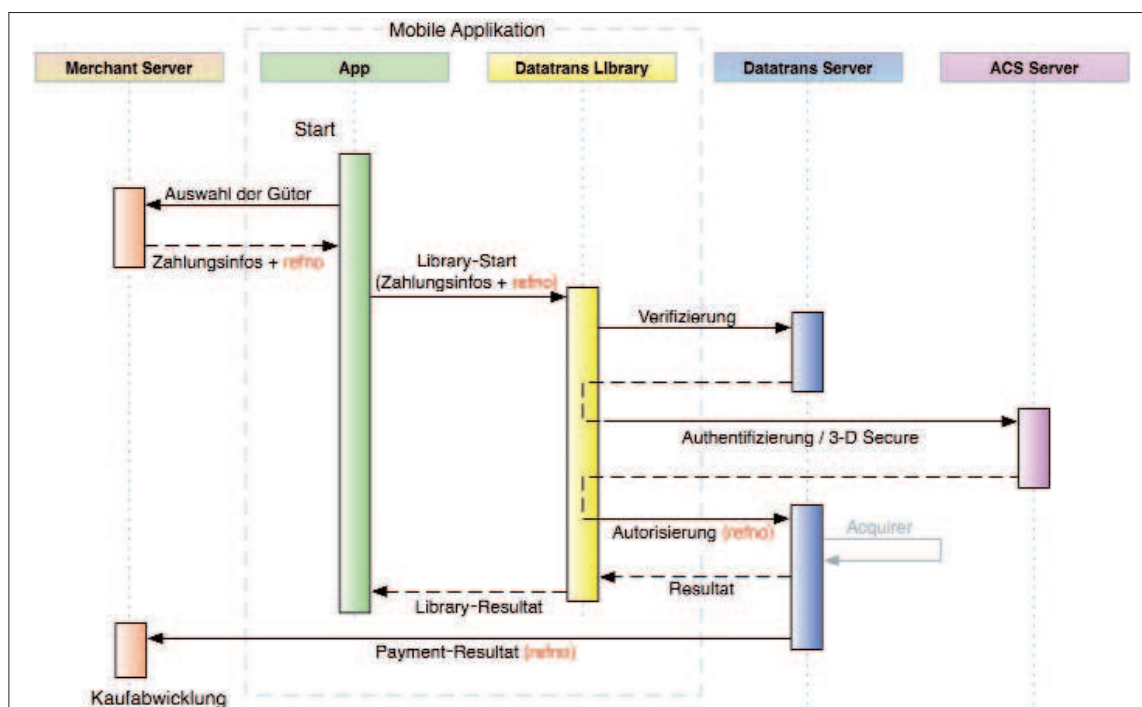 Mobile Applikation
Merchant Server
App
Datatrans Library
Datatrans Server
ACS Server
Start
Auswahl der Güter
Zahlungsinfos + refno
Library-Start
(Zahlungsinfos + refno)
Verifizierung
Authentifizierung / 3-D Secure
Autorisierung (refno)
Acquirer
Resultat
Library-Resultat
Payment-Resultat (refno)
Kaufabwicklung